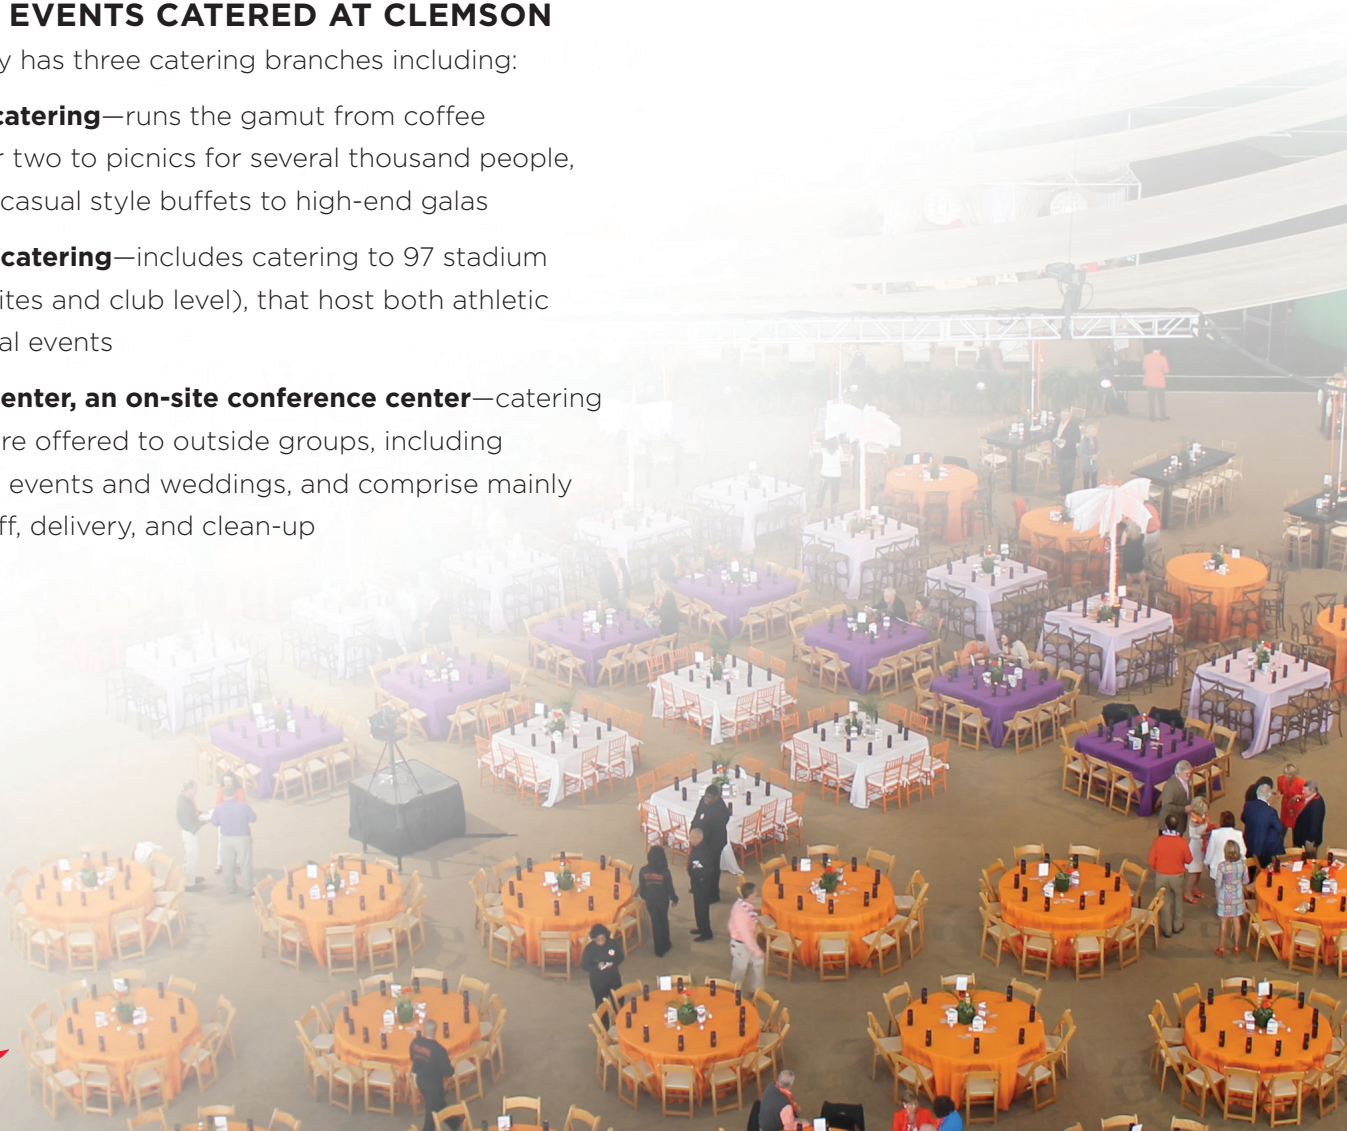 EVENTS CATERED AT CLEMSON
y has three catering branches including:
catering—runs the gamut from coffee
r two to picnics for several thousand people,
casual style buffets to high-end galas
catering—includes catering to 97 stadium
ites and club level), that host both athletic
al events
enter, an on-site conference center—catering
re offered to outside groups, including
events and weddings, and comprise mainly
ff, delivery, and clean-up